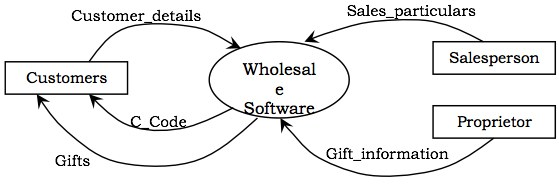 Customer_details
Sales_particulars
Customers
Wholesal
e
Software
Salesperson
C_Code
Proprietor
Gifts
Gift_information